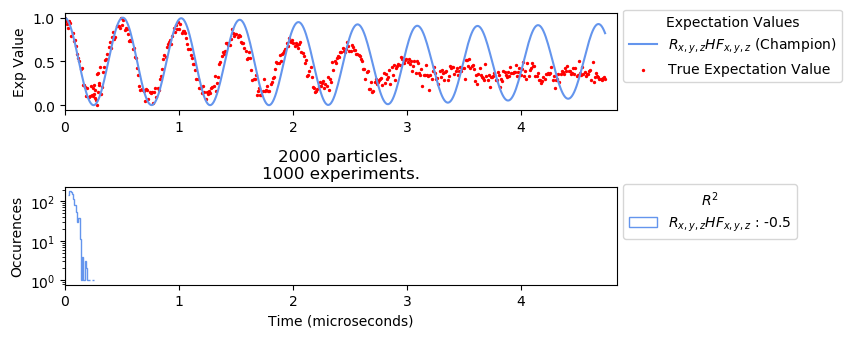 Exp Value
1.0
0.5
0.0
0 1 2 3 4
Expectation Values
R_{x,y,z}HF_{x,y,z} (Champion)
True Expectation Value
2000 particles.
1000 experiments.
Occurences
10^2
10^1
10^0
0 1 2 3 4
Time (microseconds)
R^2
R_{x,y,z}HF_{x,y,z} : -0.5